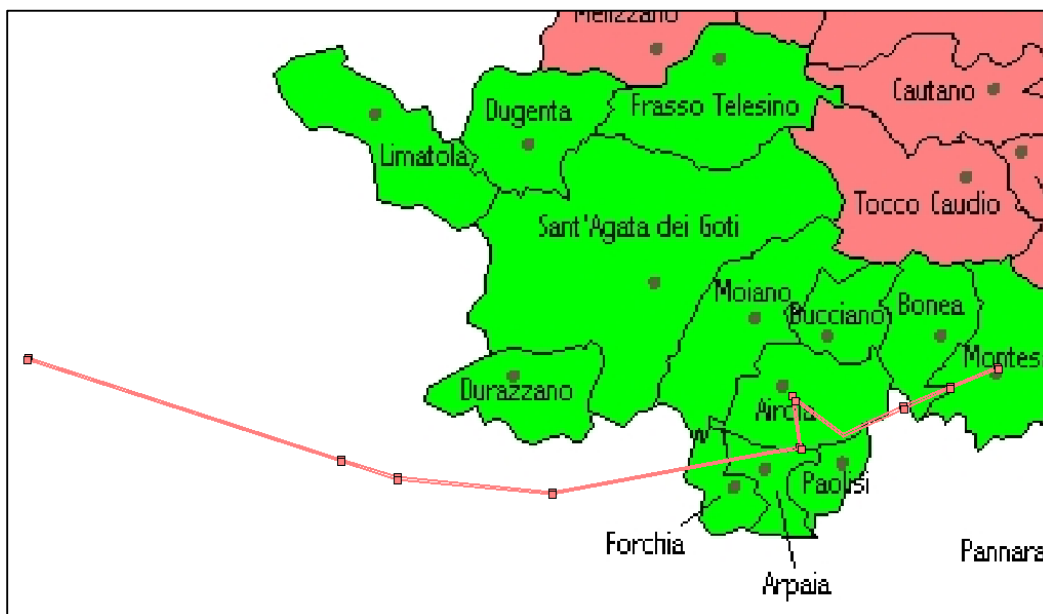 Melizzano
Cautano
Dugenta
Frasso Telesino
Limatola
Tocco Caudio
Sant'Agata dei Goti
Moiano
Bucciano
Bonea
Montes
Durazzano
Airola
Paolisi
Forchia
Pannara
Arpaia